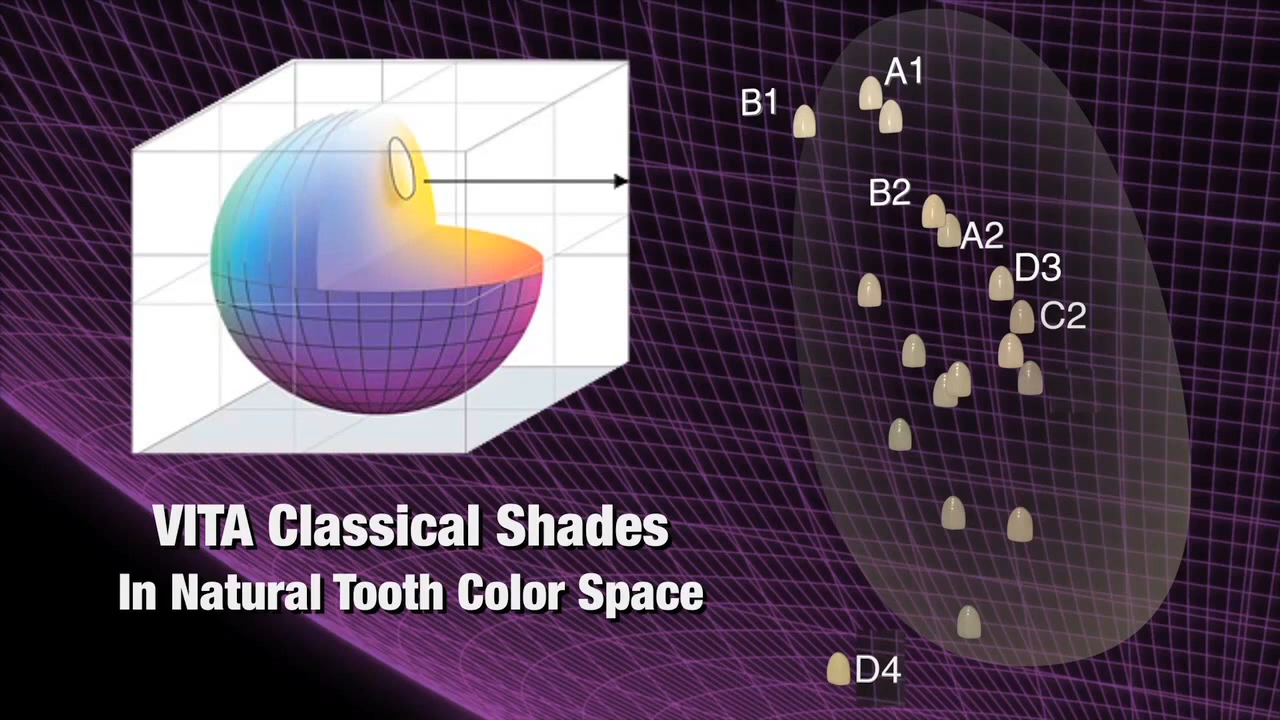 A1
B1
B2
A2
D3
C2
VITA Classical Shades
In Natural Tooth Color Space
D4